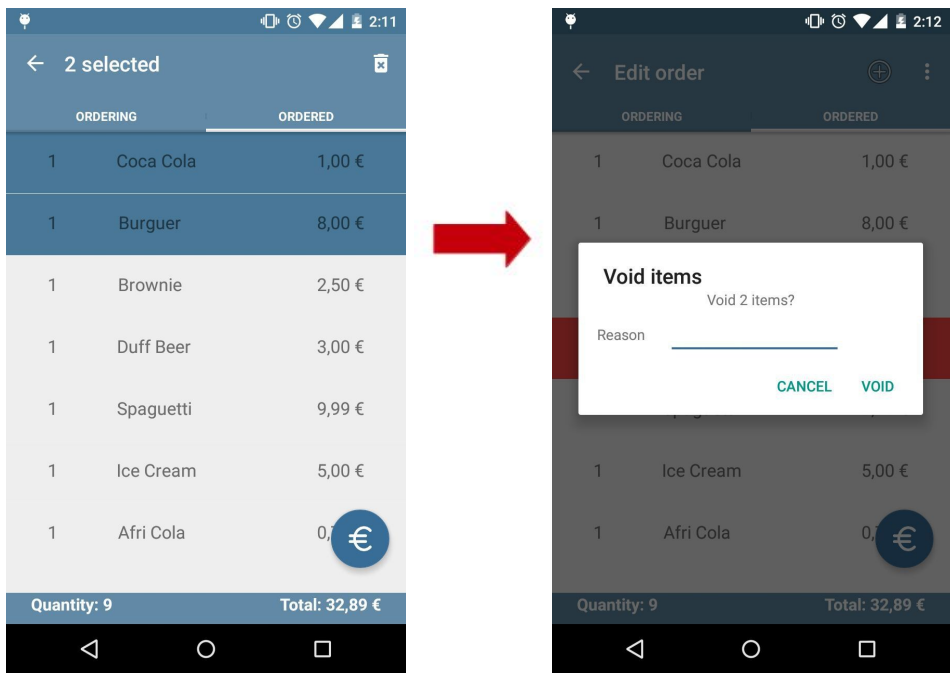 2:11
2 selected
ORDERING ORDERED
1 Coca Cola 1,00 €
1 Burguer 8,00 €
1 Brownie 2,50 €
1 Duff Beer 3,00 €
1 Spaguetti 9,99 €
1 Ice Cream 5,00 €
1 Afri Cola 0,
€
Quantity: 9 Total: 32,89 €
2:12
Edit order
ORDERING ORDERED
1 Coca Cola 1,00 €
1 Burguer 8,00 €
Void items
Void 2 items?
Reason
CANCEL VOID
1 Ice Cream 5,00 €
1 Afri Cola 0,
€
Quantity: 9 Total: 32,89 €